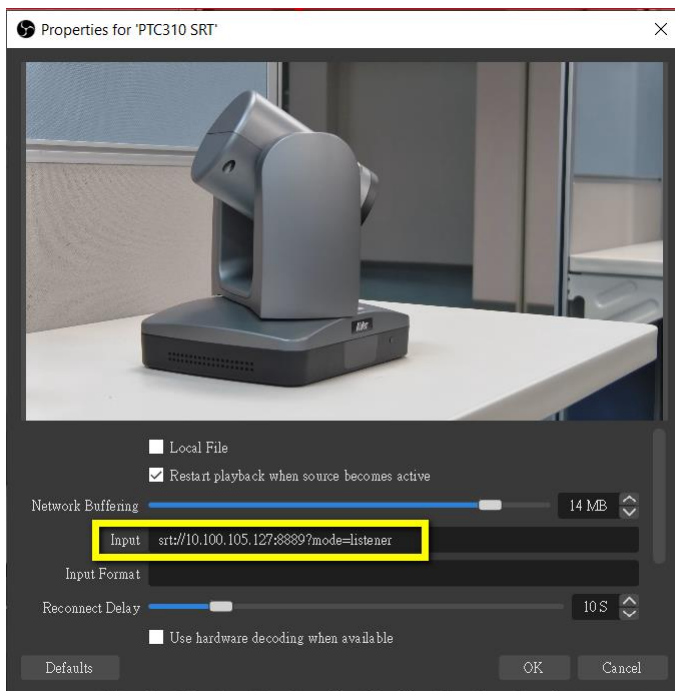 Properties for 'PTC310 SRT'
Local File
Restart playback when source becomes active
Network Buffering 14 MB
Input srt://10.100.105.127:8889?mode=listener
Input Format
Reconnect Delay 10 S
Use hardware decoding when available
Defaults OK Cancel